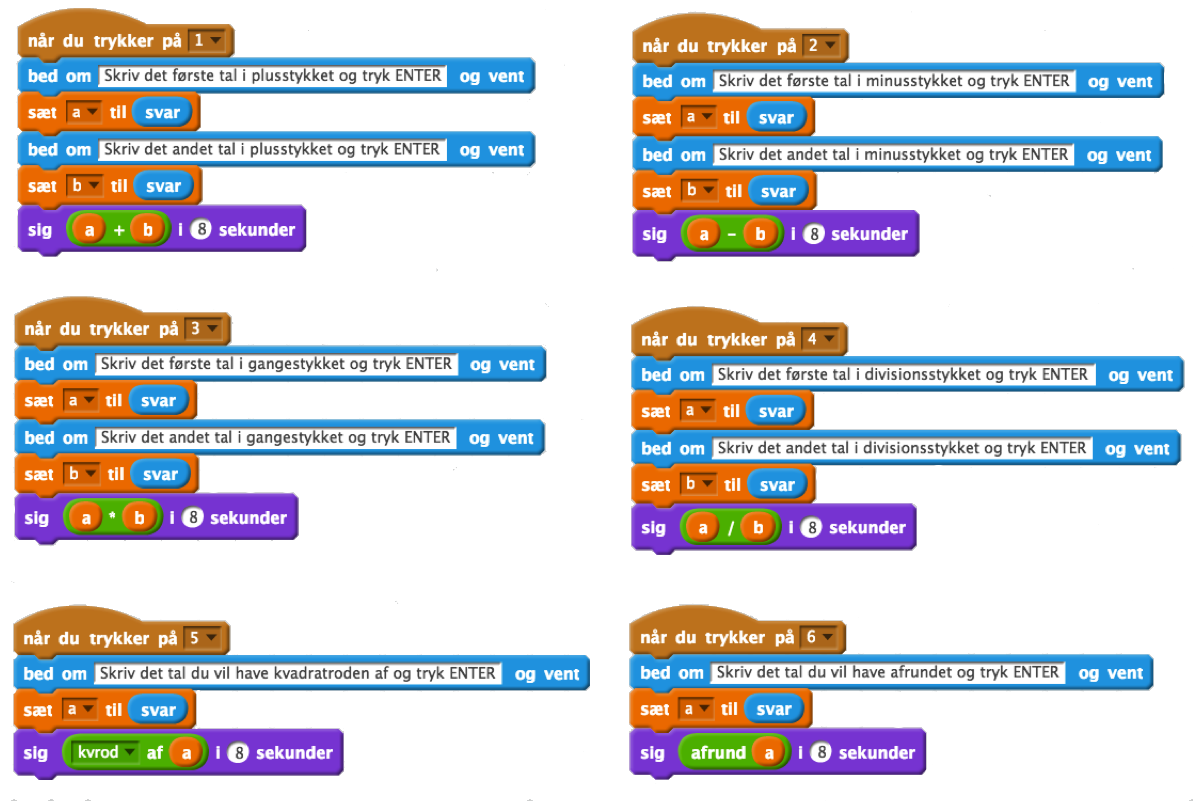 når du trykker på 1
bed om Skriv det første tal i plusstykket og tryk ENTER og vent
sæt a til svar
bed om Skriv det andet tal i plusstykket og tryk ENTER og vent
sæt b til svar
sig a + b i 8 sekunder
når du trykker på 2
bed om Skriv det første tal i minusstykket og tryk ENTER og vent
sæt a til svar
bed om Skriv det andet tal i minusstykket og tryk ENTER og vent
sæt b til svar
sig a - b i 8 sekunder
når du trykker på 3
bed om Skriv det første tal i gangestykket og tryk ENTER og vent
sæt a til svar
bed om Skriv det andet tal i gangestykket og tryk ENTER og vent
sæt b til svar
sig a * b i 8 sekunder
når du trykker på 4
bed om Skriv det første tal i divisionsstykket og tryk ENTER og vent
sæt a til svar
bed om Skriv det andet tal i divisionsstykket og tryk ENTER og vent
sæt b til svar
sig a / b i 8 sekunder
når du trykker på 5
bed om Skriv det tal du vil have kvadratroden af og tryk ENTER og vent
sæt a til svar
sig kvrod af a i 8 sekunder
når du trykker på 6
bed om Skriv det tal du vil have afrundet og tryk ENTER og vent
sæt a til svar
sig afrund a i 8 sekunder